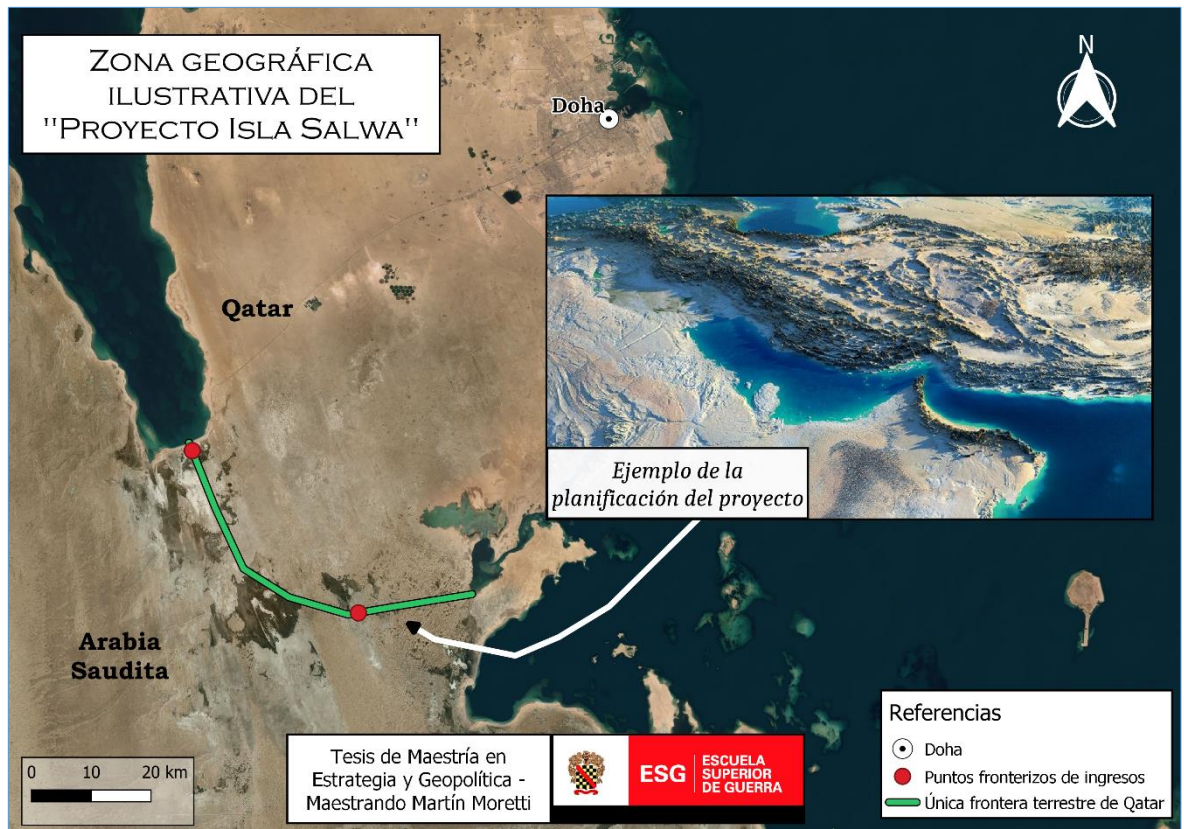 ZONA GEOGRÁFICA
ILUSTRATIVA DEL
"PROYECTO ISLA SALWA"
N
Doha
Qatar
Ejemplo de la
planificación del proyecto
Arabia
Saudita
0 10 20 km
Tesis de Maestría en
Estrategia y Geopolítica -
Maestrando Martín Moretti
ESG
ESCUELA
SUPERIOR
DE GUERRA
Referencias
Doha
Puntos fronterizos de ingresos
Única frontera terrestre de Qatar